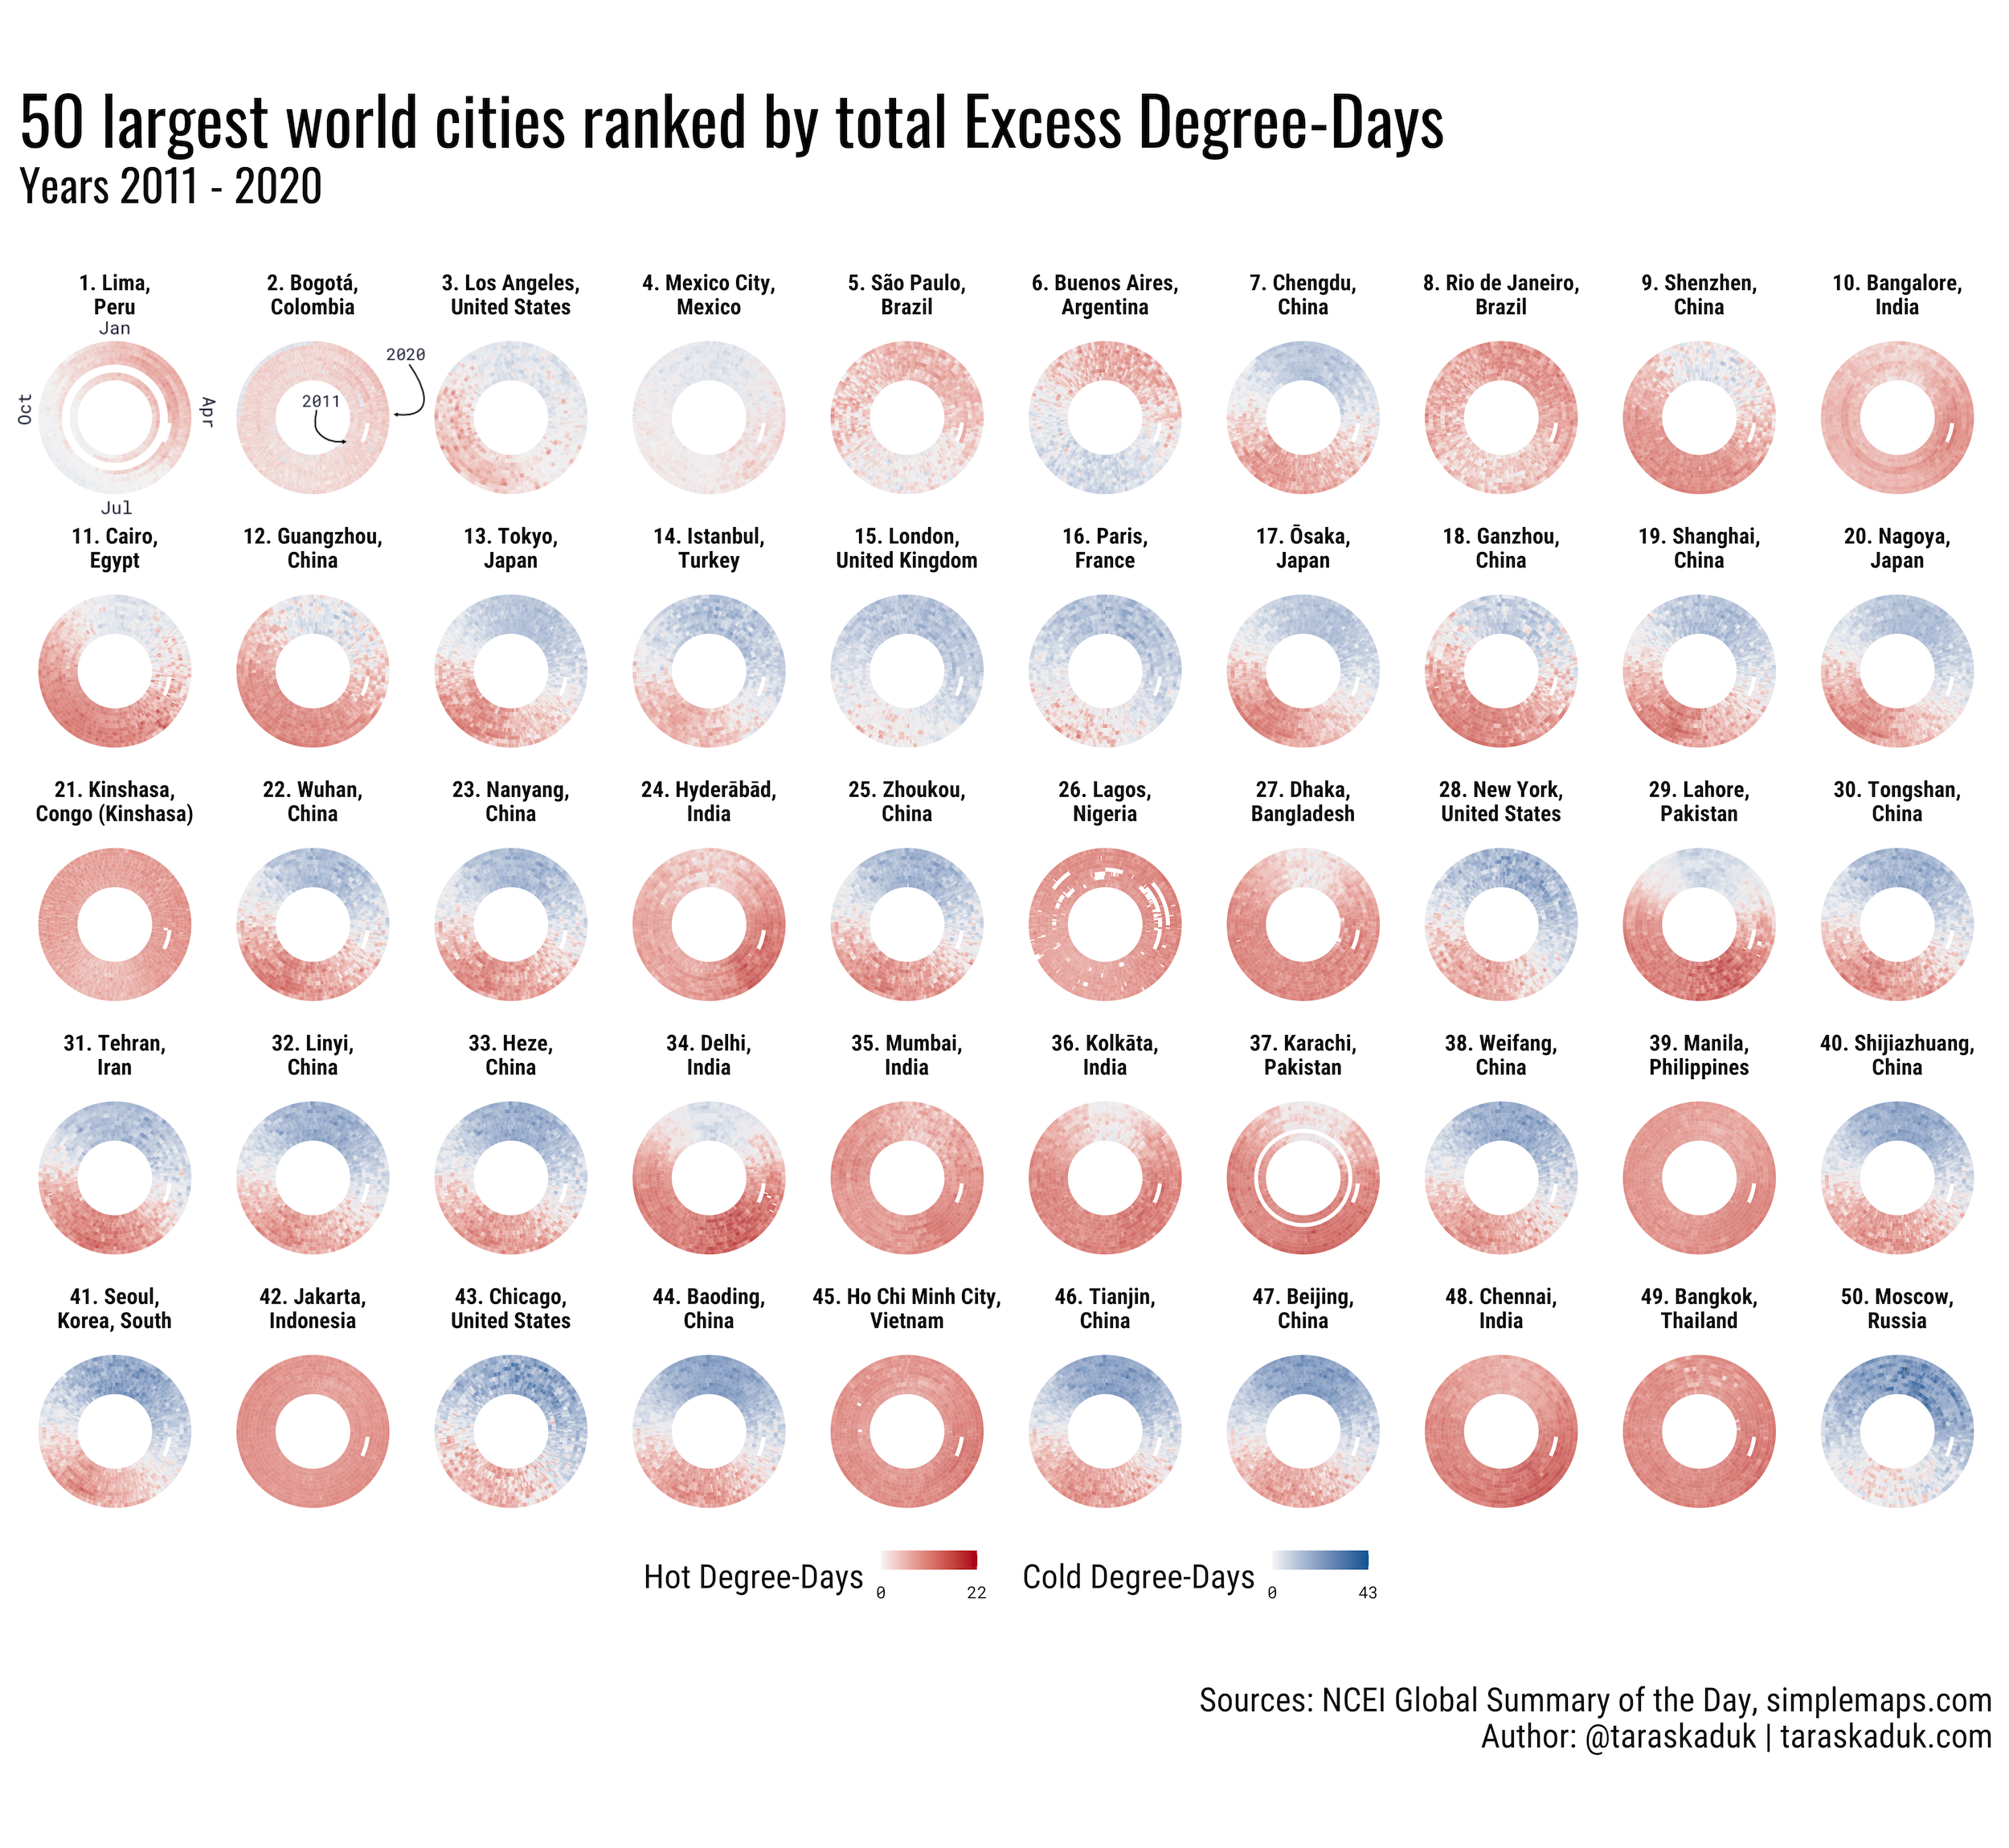 50 largest world cities ranked by total Excess Degree-Days
Years 2011 - 2020
1. Lima,
Peru
2. Bogotá,
Colombia
3. Los Angeles,
United States
4. Mexico City,
Mexico
5. São Paulo,
Brazil
6. Buenos Aires,
Argentina
7. Chengdu,
China
8. Rio de Janeiro,
Brazil
9. Shenzhen,
China
10. Bangalore,
India
Jan
Apr
Jul
Oct
2020
2011
11. Cairo,
Egypt
12. Guangzhou,
China
13. Tokyo,
Japan
14. Istanbul,
Turkey
15. London,
United Kingdom
16. Paris,
France
17. Ōsaka,
Japan
18. Ganzhou,
China
19. Shanghai,
China
20. Nagoya,
Japan
21. Kinshasa,
Congo (Kinshasa)
22. Wuhan,
China
23. Nanyang,
China
24. Hyderābād,
India
25. Zhoukou,
China
26. Lagos,
Nigeria
27. Dhaka,
Bangladesh
28. New York,
United States
29. Lahore,
Pakistan
30. Tongshan,
China
31. Tehran,
Iran
32. Linyi,
China
33. Heze,
China
34. Delhi,
India
35. Mumbai,
India
36. Kolkāta,
India
37. Karachi,
Pakistan
38. Weifang,
China
39. Manila,
Philippines
40. Shijiazhuang,
China
41. Seoul,
Korea, South
42. Jakarta,
Indonesia
43. Chicago,
United States
44. Baoding,
China
45. Ho Chi Minh City,
Vietnam
46. Tianjin,
China
47. Beijing,
China
48. Chennai,
India
49. Bangkok,
Thailand
50. Moscow,
Russia
Hot Degree-Days
0 22
Cold Degree-Days
0 43
Sources: NCEI Global Summary of the Day, simplemaps.com
Author: @taraskaduk | taraskaduk.com